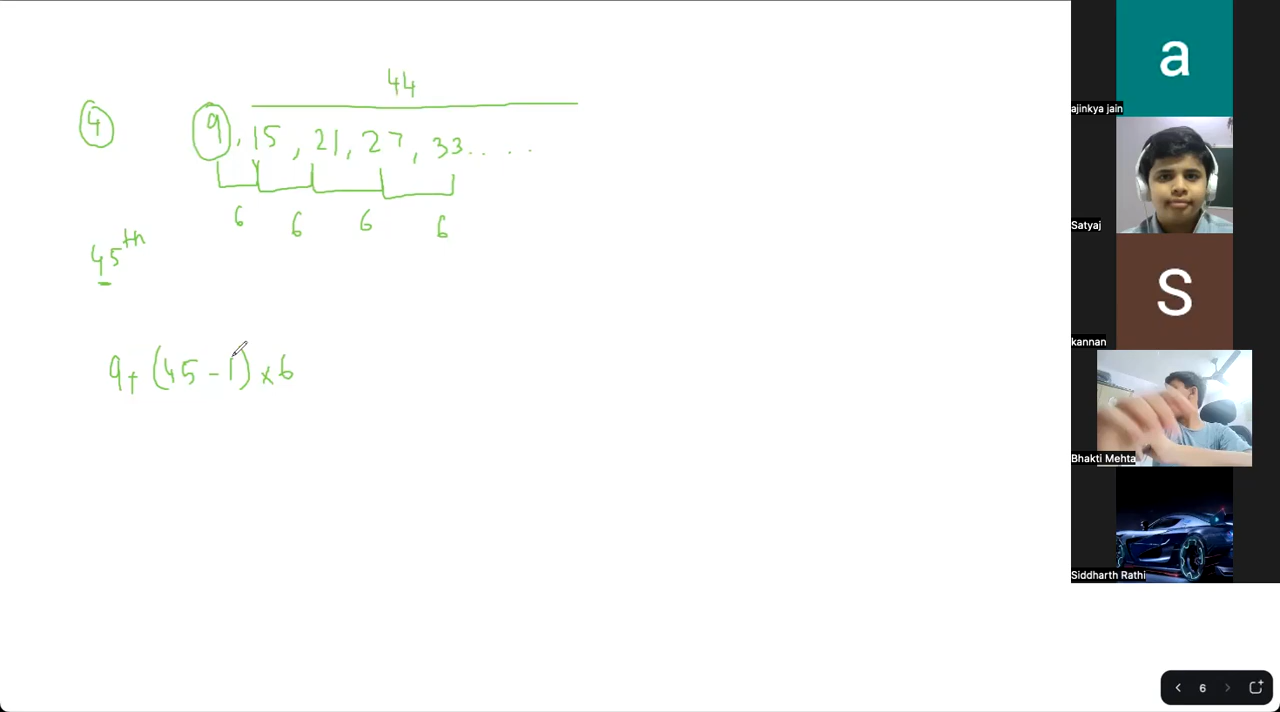 44
④ 9, 15, 21, 27, 33....
6 6 6 6
45th
9+ (45-1) x 6
a
ajinkya jain
Satyaj
S
kannan
Bhakti Mehta
Siddharth Rathi
6